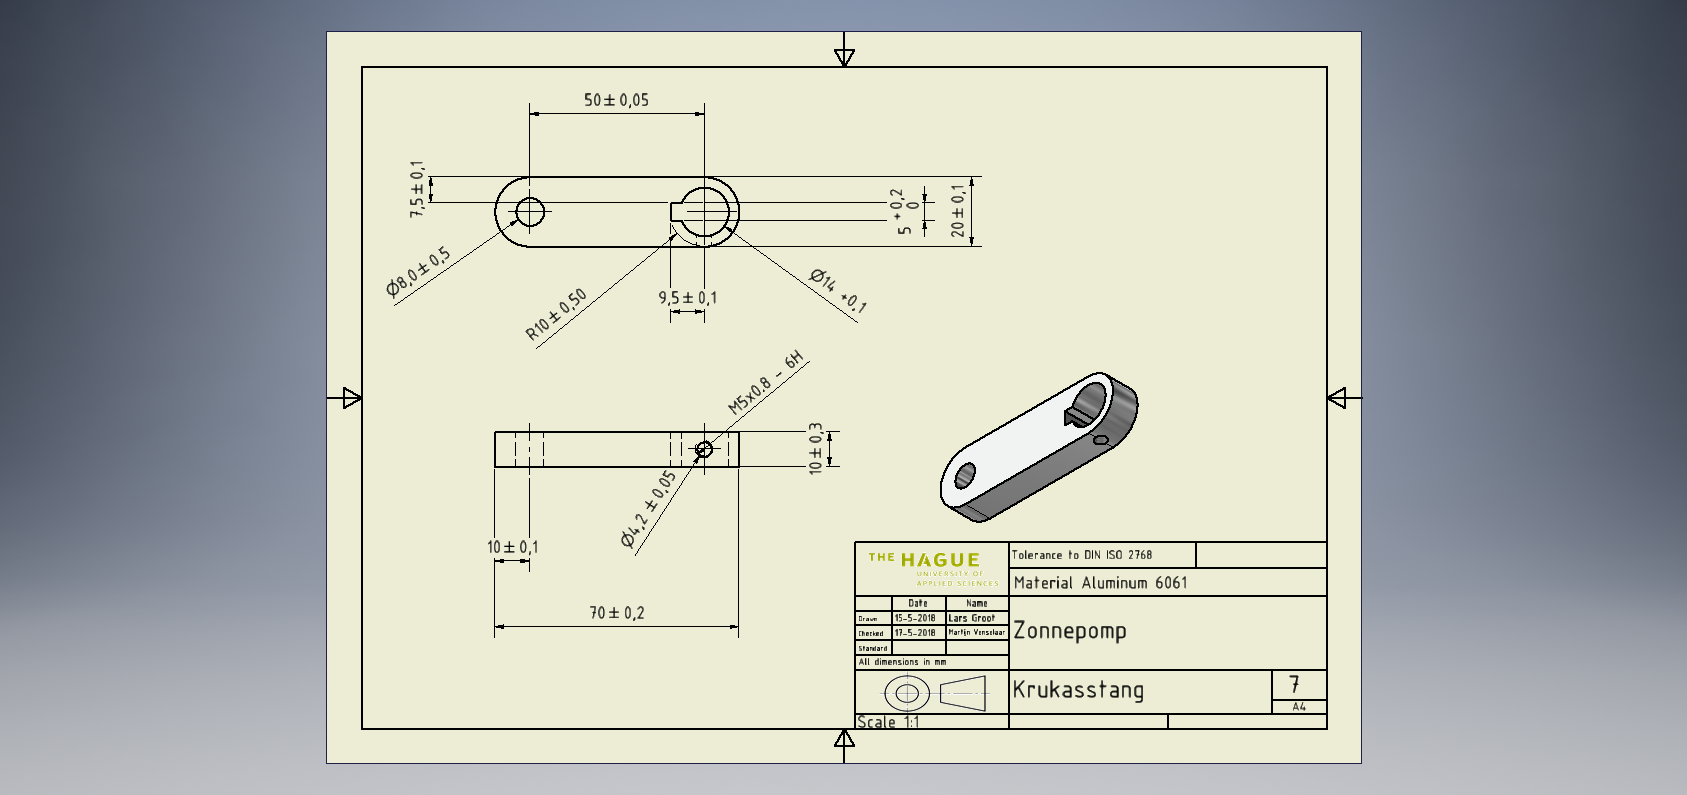 50 ± 0,05
7,5 ± 0,1
5 +0,2 0
20 ± 0,1
Ø8,0 ± 0,5
R10 ± 0,50
9,5 ± 0,1
Ø14 +0.1
M5x0.8 - 6H
10 ± 0,3
Ø4,2 ± 0,05
10 ± 0,1
70 ± 0,2
THE HAGUE
UNIVERSITY OF
APPLIED SCIENCES
Tolerance to DIN ISO 2768
Material Aluminum 6061
Date Name
Drawn 15-5-2018 Lars Groot
Checked 17-5-2018 Martijn
Standard
All dimensions in mm
Zonnepomp
Krukasstang
7
A4
Scale 1:1